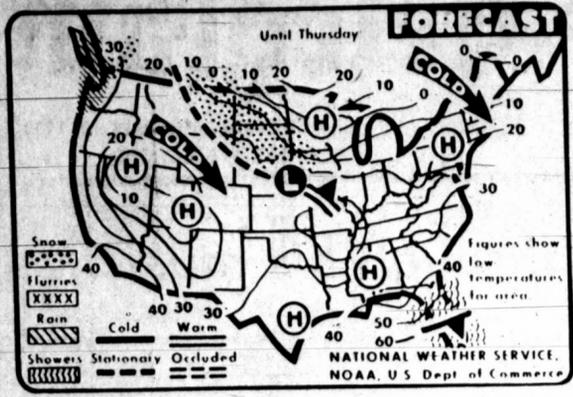 FORECAST
Until Thursday
30
20
10
0
10
20
20
10
0
0
0
COLD
10
20
30
H
H
COLD
20
H
10
H
L
H
H
40
40
30
30
40
50
60
Snow
Flurries
XXXX
Rain
Showers
Cold
Warm
Stationary
Occluded
Figures show
low
temperatures
for area.
NATIONAL WEATHER SERVICE,
NOAA, U.S. Dept. of Commerce